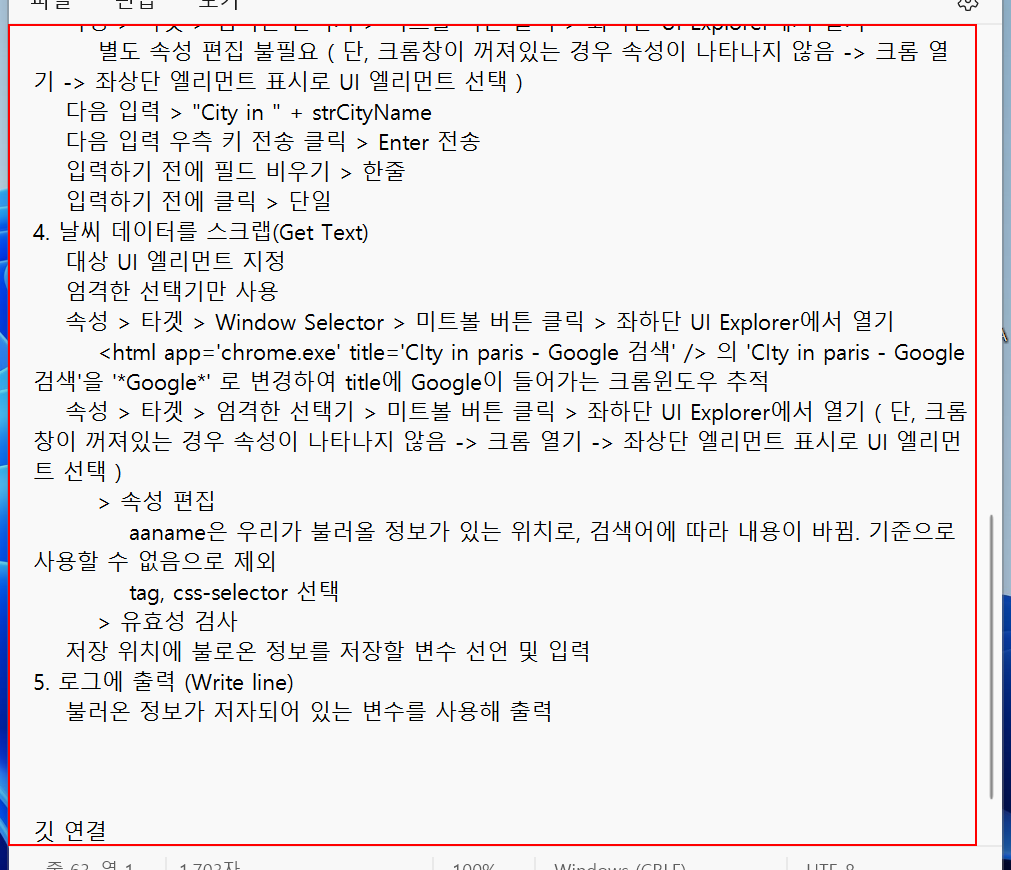 파일 편집 보기
별도 속성 편집 불필요 ( 단, 크롬창이 꺼져있는 경우 속성이 나타나지 않음 -> 크롬 열
기 -> 좌상단 엘리먼트 표시로 UI 엘리먼트 선택 )
다음 입력 > "City in " + strCityName
다음 입력 우측 키 전송 클릭 > Enter 전송
입력하기 전에 필드 비우기 > 한줄
입력하기 전에 클릭 > 단일
4. 날씨 데이터를 스크랩(Get Text)
대상 UI 엘리먼트 지정
엄격한 선택기만 사용
속성 > 타겟 > Window Selector > 미트볼 버튼 클릭 > 좌하단 UI Explorer에서 열기
<html app='chrome.exe' title='CIty in paris - Google 검색' /> 의 'CIty in paris - Google
검색'을 '*Google*' 로 변경하여 title에 Google이 들어가는 크롬윈도우 추적
속성 > 타겟 > 엄격한 선택기 > 미트볼 버튼 클릭 > 좌하단 UI Explorer에서 열기 ( 단, 크롬
창이 꺼져있는 경우 속성이 나타나지 않음 -> 크롬 열기 -> 좌상단 엘리먼트 표시로 UI 엘리먼
트 선택 )
> 속성 편집
aaname은 우리가 불러올 정보가 있는 위치로, 검색어에 따라 내용이 바뀜. 기준으로
사용할 수 없음으로 제외
tag, css-selector 선택
> 유효성 검사
저장 위치에 불로온 정보를 저장할 변수 선언 및 입력
5. 로그에 출력 (Write line)
불러온 정보가 저자되어 있는 변수를 사용해 출력
깃 연결
줄 63, 열 1 1,703자 100% Windows (CRLF) UTF-8